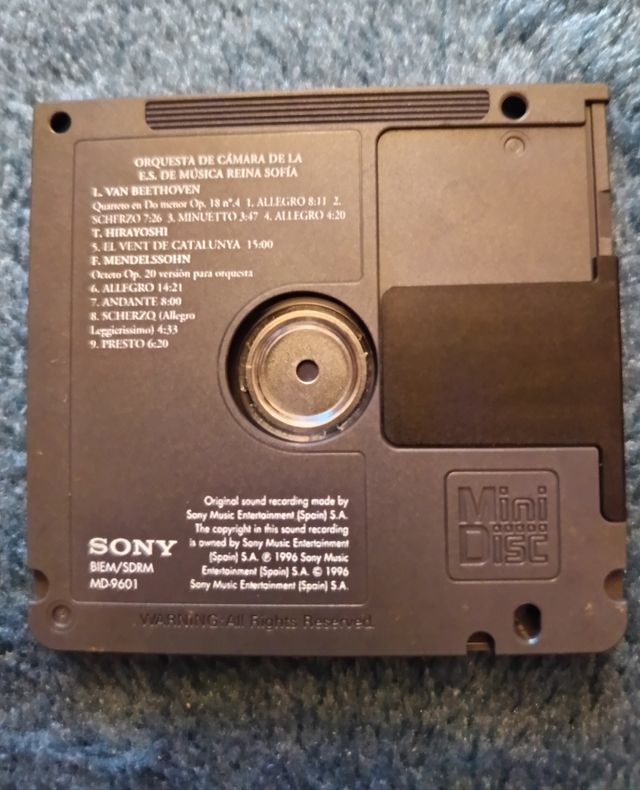 ORQUESTA DE CÁMARA DE LA
E.S. DE MÚSICA REINA SOFÍA
L. VAN BEETHOVEN
Quarteto en Do menor Op. 18 nº.4 1. ALLEGRO 8:11 2.
SCHERZO 7:26 3. MINUETTO 3:47 4. ALLEGRO 4:20
T. HIRAYOSHI
5. EL VENT DE CATALUNYA 15:00
F. MENDELSSOHN
Octeto Op. 20 versión para orquesta
6. ALLEGRO 14:21
7. ANDANTE 8:00
8. SCHERZO (Allegro
Leggierissimo) 4:33
9. PRESTO 6:20
Original sound recording made by
Sony Music Entertainment (Spain) S.A.
The copyright in this sound recording
is owned by Sony Music Entertainment
(Spain) S.A. ℗ 1996 Sony Music
Entertainment (Spain) S.A. © 1996
Sony Music Entertainment (Spain) S.A.
SONY
BIEM/SDRM
MD-9601
Mini
Disc
WARNING:All Rights Reserved.